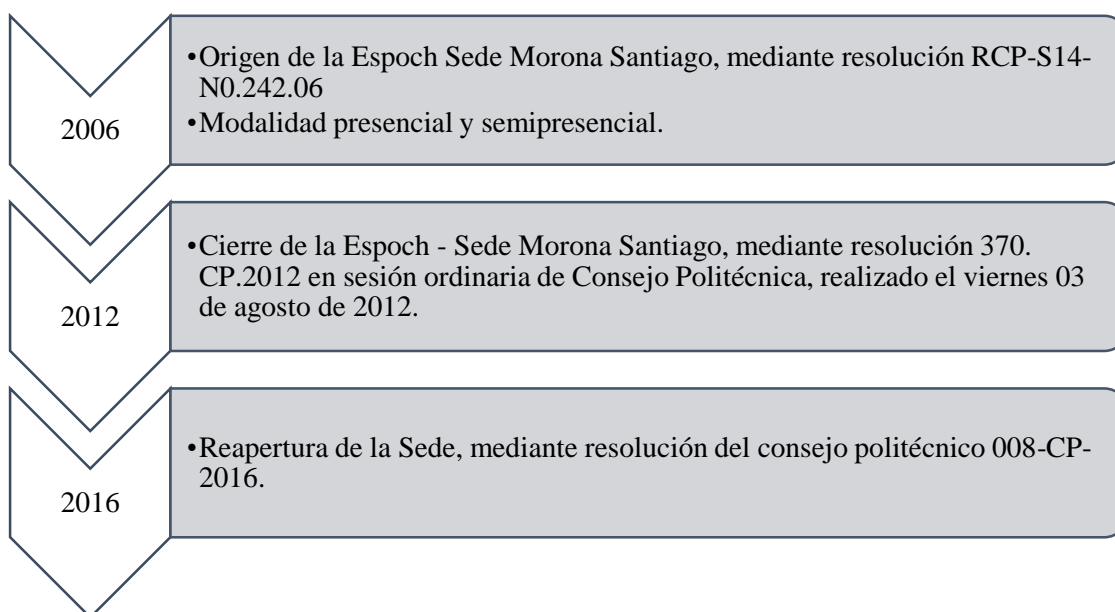 2006
•Origen de la Espoch Sede Morona Santiago, mediante resolución RCP-S14-
N0.242.06
•Modalidad presencial y semipresencial.
2012
•Cierre de la Espoch - Sede Morona Santiago, mediante resolución 370.
CP.2012 en sesión ordinaria de Consejo Politécnica, realizado el viernes 03
de agosto de 2012.
2016
•Reapertura de la Sede, mediante resolución del consejo politécnico 008-CP-
2016.